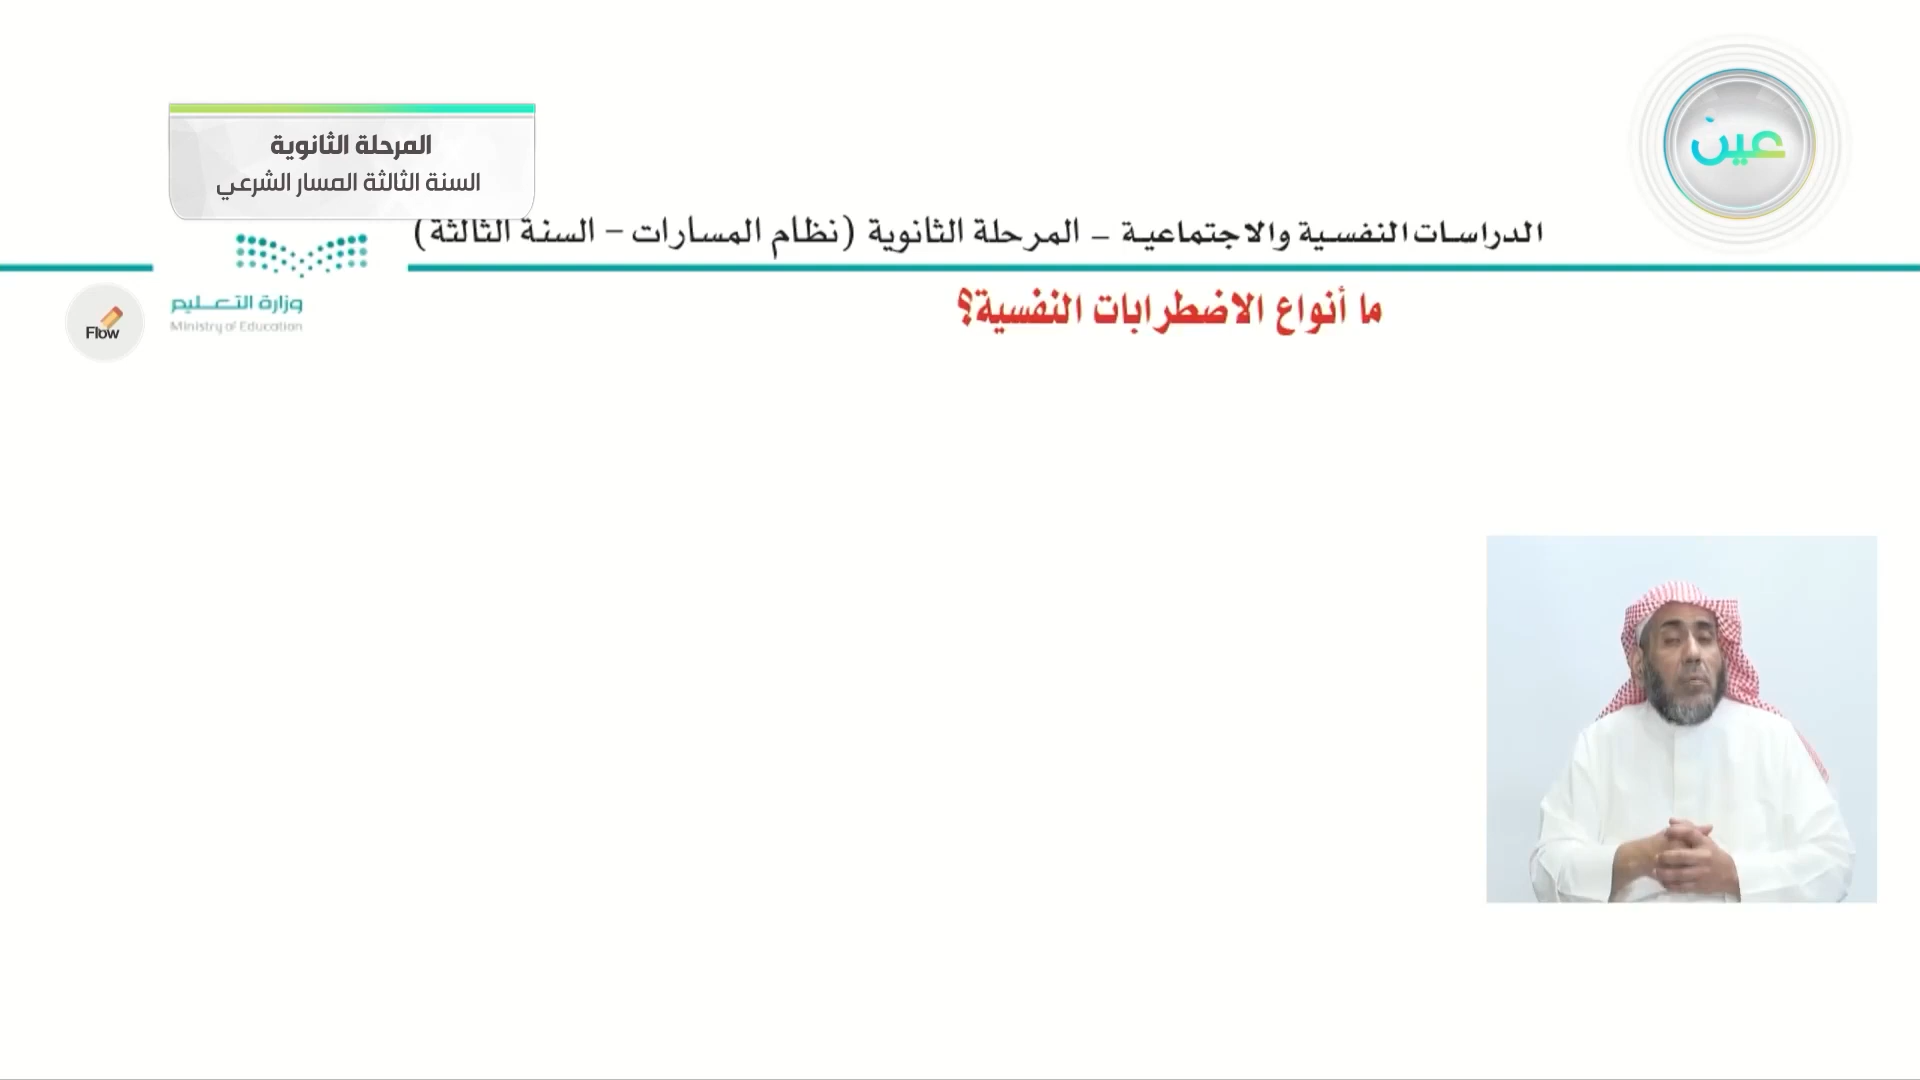 عين
المرحلة الثانوية
السنة الثالثة المسار الشرعي
الدراسات النفسية والاجتماعية – المرحلة الثانوية (نظام المسارات – السنة الثالثة)
وزارة التعليم
Ministry of Education
Flow
ما أنواع الاضطرابات النفسية؟